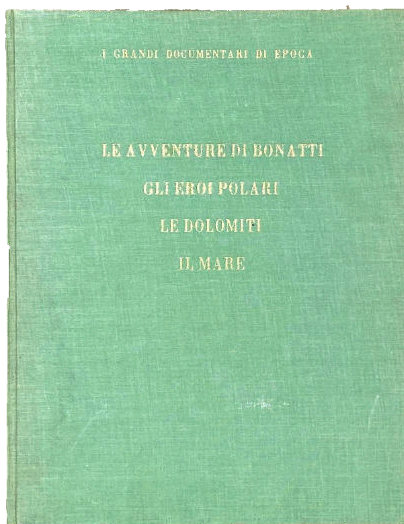 I GRANDI DOCUMENTARI DI EPOCA
LE AVVENTURE DI BONATTI
GLI EROI POLARI
LE DOLOMITI
IL MARE